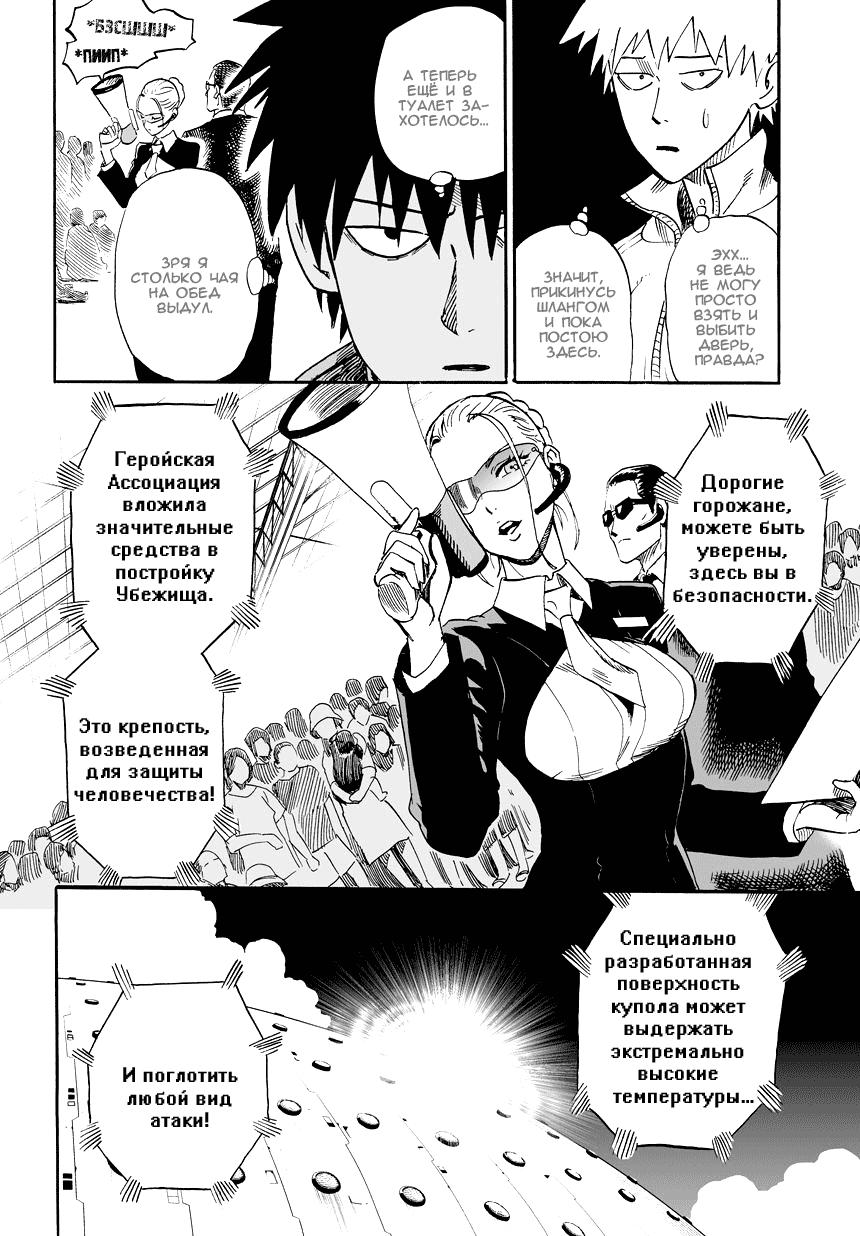 ЭХХ...
Я ВЕДЬ
НЕ МОГУ
ПРОСТО
ВЗЯТЬ И
ВЫБИТЬ
ДВЕРЬ,
ПРАВДА?
ЗНАЧИТ,
ПРИКИНУСЬ
ШЛАНГОМ
И ПОКА
ПОСТОЮ
ЗДЕСЬ.
А ТЕПЕРЬ
ЕЩЁ И В
ТУАЛЕТ ЗА-
ХОТЕЛОСЬ...
ЗРЯ Я
СТОЛЬКО ЧАЯ
НА ОБЕД
ВЫДУЛ.
*БЗСШШШ*
*ПИИП*
Дорогие
горожане,
можете быть
уверены,
здесь вы в
безопасности.
Геройская
Ассоциация
вложила
значительные
средства в
постройку
Убежища.
Это крепость,
возведенная
для защиты
человечества!
Специально
разработанная
поверхность
купола может
выдержать
экстремально
высокие
температуры...
И поглотить
любой вид
атаки!